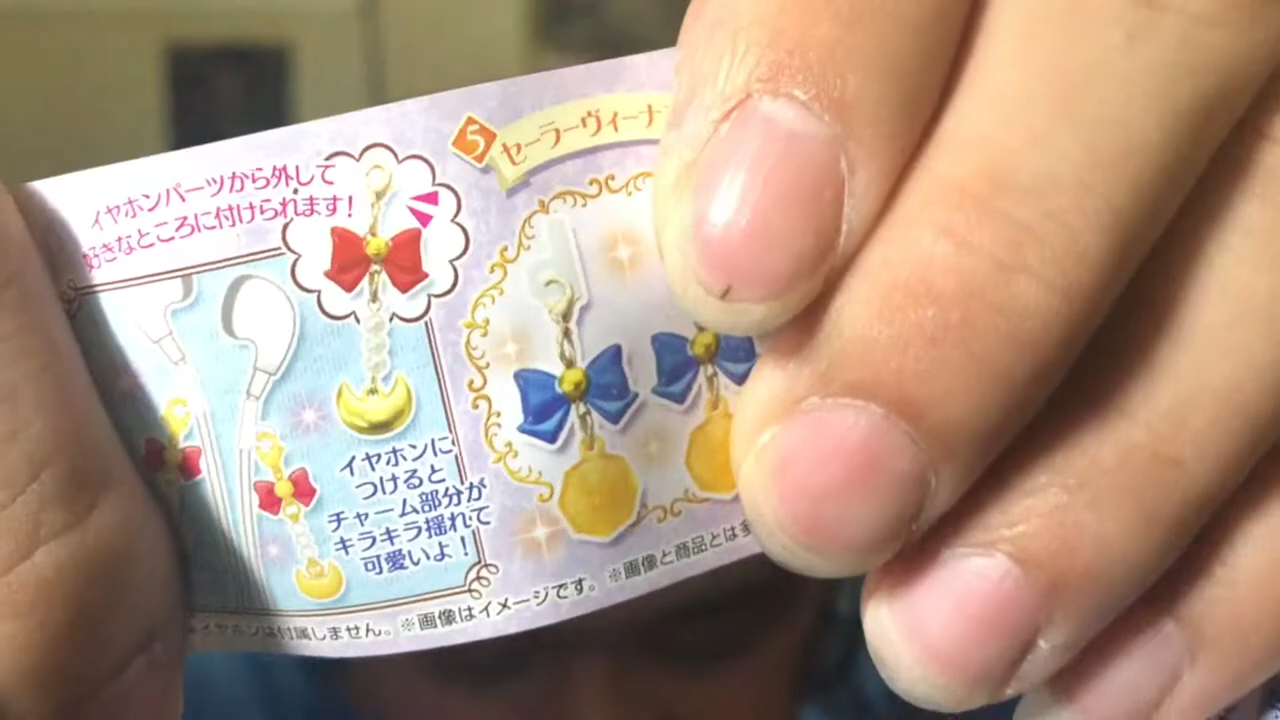 イヤホンパーツから外して
好きなところに付けられます!
5
セーラーヴィーナ
イヤホンに
つけると
チャーム部分が
キラキラ揺れて
可愛いよ!
※イヤホンは付属しません。※画像はイメージです。※画像と商品とは多